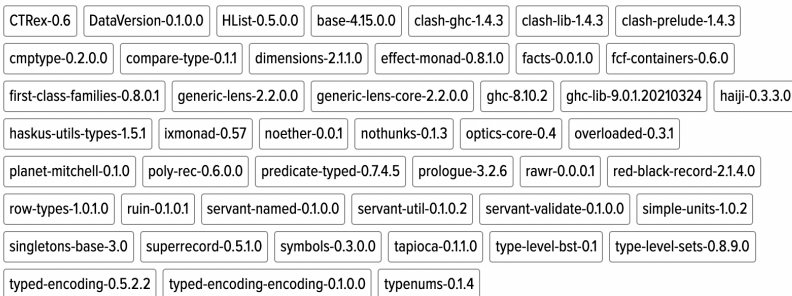 CTRex-0.6 DataVersion-0.1.0.0 HList-0.5.0.0 base-4.15.0.0 clash-ghc-1.4.3 clash-lib-1.4.3 clash-prelude-1.4.3
cmptype-0.2.0.0 compare-type-0.1.1 dimensions-2.1.1.0 effect-monad-0.8.1.0 facts-0.0.1.0 fcf-containers-0.6.0
first-class-families-0.8.0.1 generic-lens-2.2.0.0 generic-lens-core-2.2.0.0 ghc-8.10.2 ghc-lib-9.0.1.20210324 haiji-0.3.3.0
haskus-utils-types-1.5.1 ixmonad-0.57 noether-0.0.1 nothunks-0.1.3 optics-core-0.4 overloaded-0.3.1
planet-mitchell-0.1.0 poly-rec-0.6.0.0 predicate-typed-0.7.4.5 prologue-3.2.6 rawr-0.0.0.1 red-black-record-2.1.4.0
row-types-1.0.1.0 ruin-0.1.0.1 servant-named-0.1.0.0 servant-util-0.1.0.2 servant-validate-0.1.0.0 simple-units-1.0.2
singletons-base-3.0 superrecord-0.5.1.0 symbols-0.3.0.0 tapioca-0.1.1.0 type-level-bst-0.1 type-level-sets-0.8.9.0
typed-encoding-0.5.2.2 typed-encoding-encoding-0.1.0.0 typenums-0.1.4